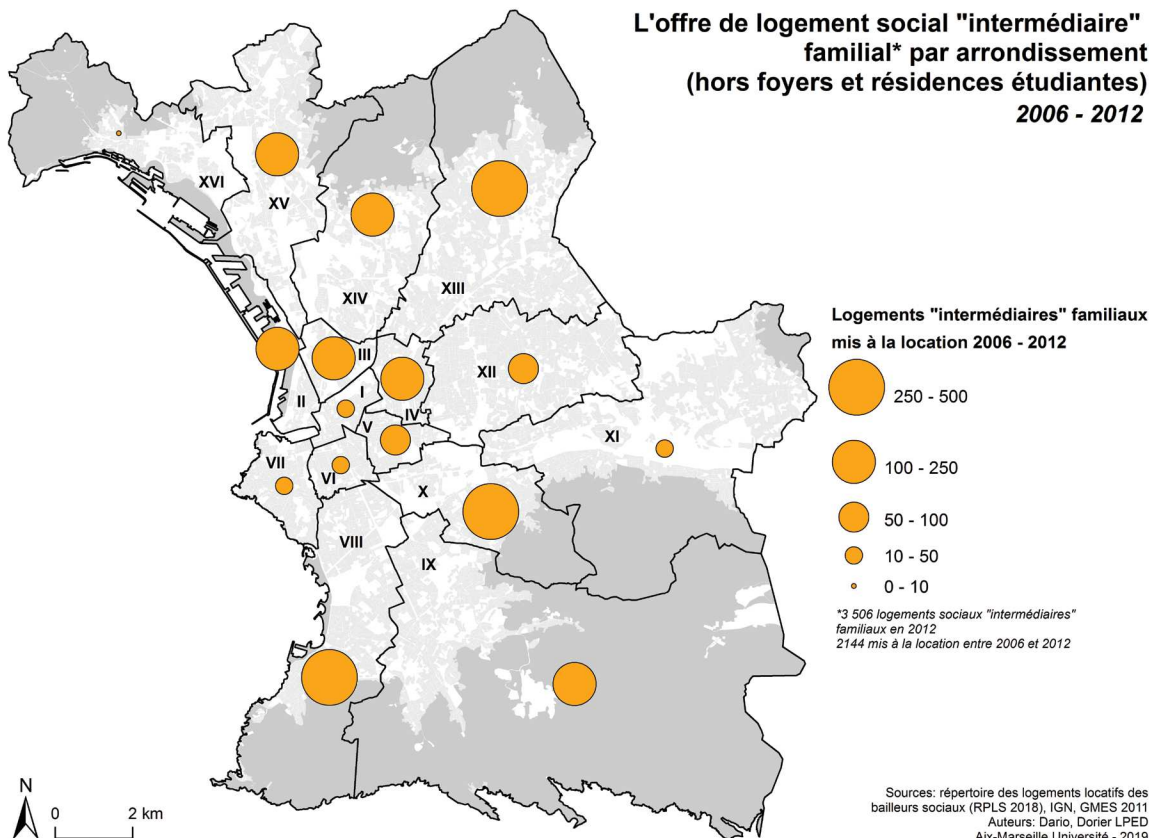 L'offre de logement social "intermédiaire"
familial* par arrondissement
(hors foyers et résidences étudiantes)
2006 - 2012
XVI
XV
XIV
XIII
III
XII
II
I
IV
V
XI
VII
VI
X
VIII
IX
Logements "intermédiaires" familiaux
mis à la location 2006 - 2012
250 - 500
100 - 250
50 - 100
10 - 50
0 - 10
*3 506 logements sociaux "intermédiaires"
familiaux en 2012
2144 mis à la location entre 2006 et 2012
N
0 2 km
Sources: répertoire des logements locatifs des
bailleurs sociaux (RPLS 2018), IGN, GMES 2011
Auteurs: Dario, Dorier LPED
Aix-Marseille Université - 2019